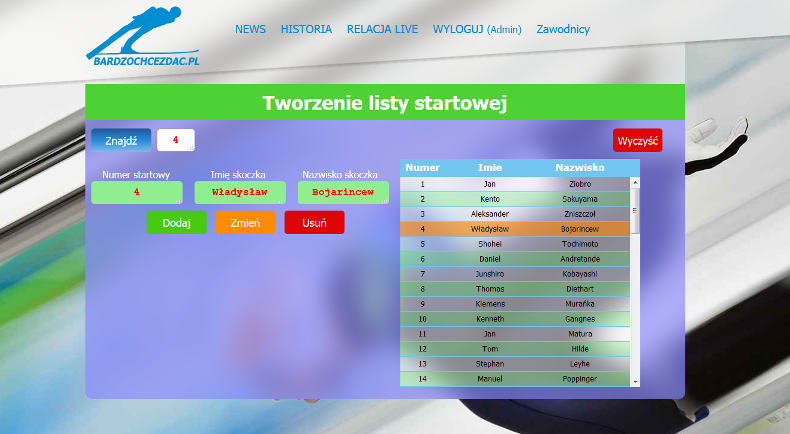 NEWS HISTORIA RELACJA LIVE WYLOGUJ (Admin) Zawodnicy
BARDZOCHCEZDAC.PL
Tworzenie listy startowej
Znajdź 4 Wyczyść
Numer startowy Imię skoczka Nazwisko skoczka
4 Władysław Bojarincew
Dodaj Zmień Usuń
Numer Imie Nazwisko
1 Jan Ziobro
2 Kento Sakuyama
3 Aleksander Zniszczoł
4 Władysław Bojarincew
5 Shohei Tochimoto
6 Daniel Andretande
7 Junshiro Kobayashi
8 Thomas Diethart
9 Klemens Murańka
10 Kenneth Gangnes
11 Jan Matura
12 Tom Hilde
13 Stephan Leyhe
14 Manuel Poppinger